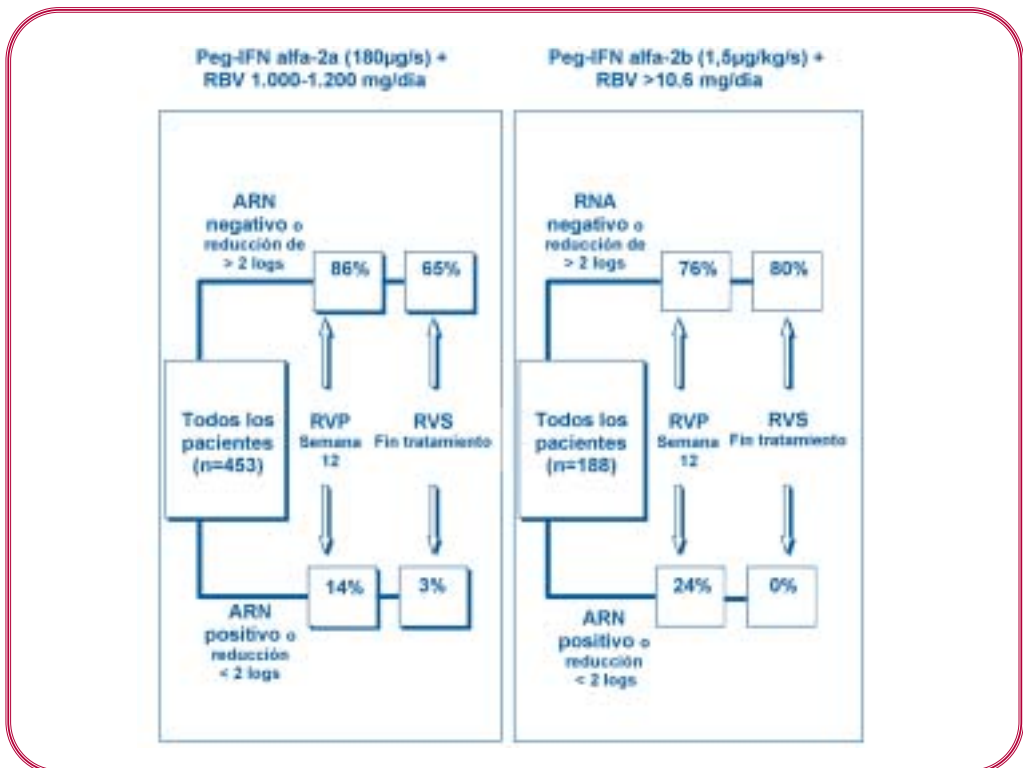 Peg-IFN alfa-2a (180µg/s) +
RBV 1.000-1.200 mg/dia
ARN
negativo o
reducción de
> 2 logs
86%
65%
Todos los
pacientes
(n=453)
RVP
Semana
12
RVS
Fin tratamiento
14%
3%
ARN
positivo o
reducción
< 2 logs
Peg-IFN alfa-2b (1,5µg/kg/s) +
RBV >10.6 mg/dia
RNA
negativo o
reducción de
> 2 logs
76%
80%
Todos los
pacientes
(n=188)
RVP
Semana
12
RVS
Fin tratamiento
24%
0%
ARN
positivo o
reducción
< 2 logs